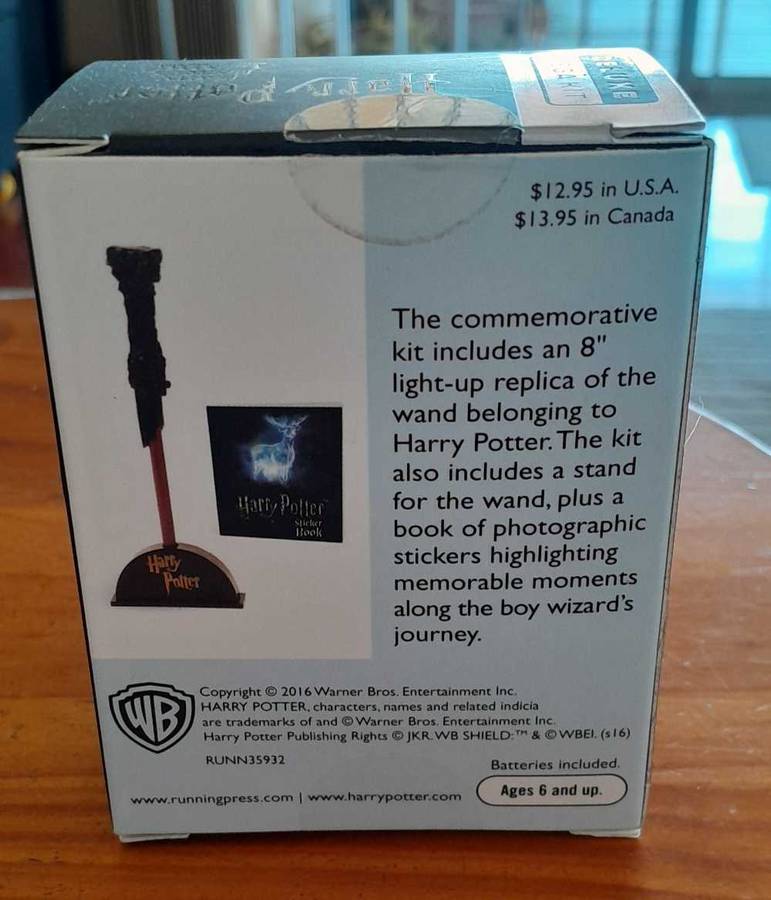 Harry Potter
DELUXE
$12.95 in U.S.A.
$13.95 in Canada
The commemorative
kit includes an 8"
light-up replica of the
wand belonging to
Harry Potter. The kit
also includes a stand
for the wand, plus a
book of photographic
stickers highlighting
memorable moments
along the boy wizard's
journey.
Harry Potter
Sticker
Book
Harry
Potter
WB
Copyright © 2016 Warner Bros. Entertainment Inc.
HARRY POTTER, characters, names and related indicia
are trademarks of and © Warner Bros. Entertainment Inc.
Harry Potter Publishing Rights © JKR. WB SHIELD: ™ & © WBEI. (s16)
RUNN35932
Batteries included.
www.runningpress.com | www.harrypotter.com
Ages 6 and up.